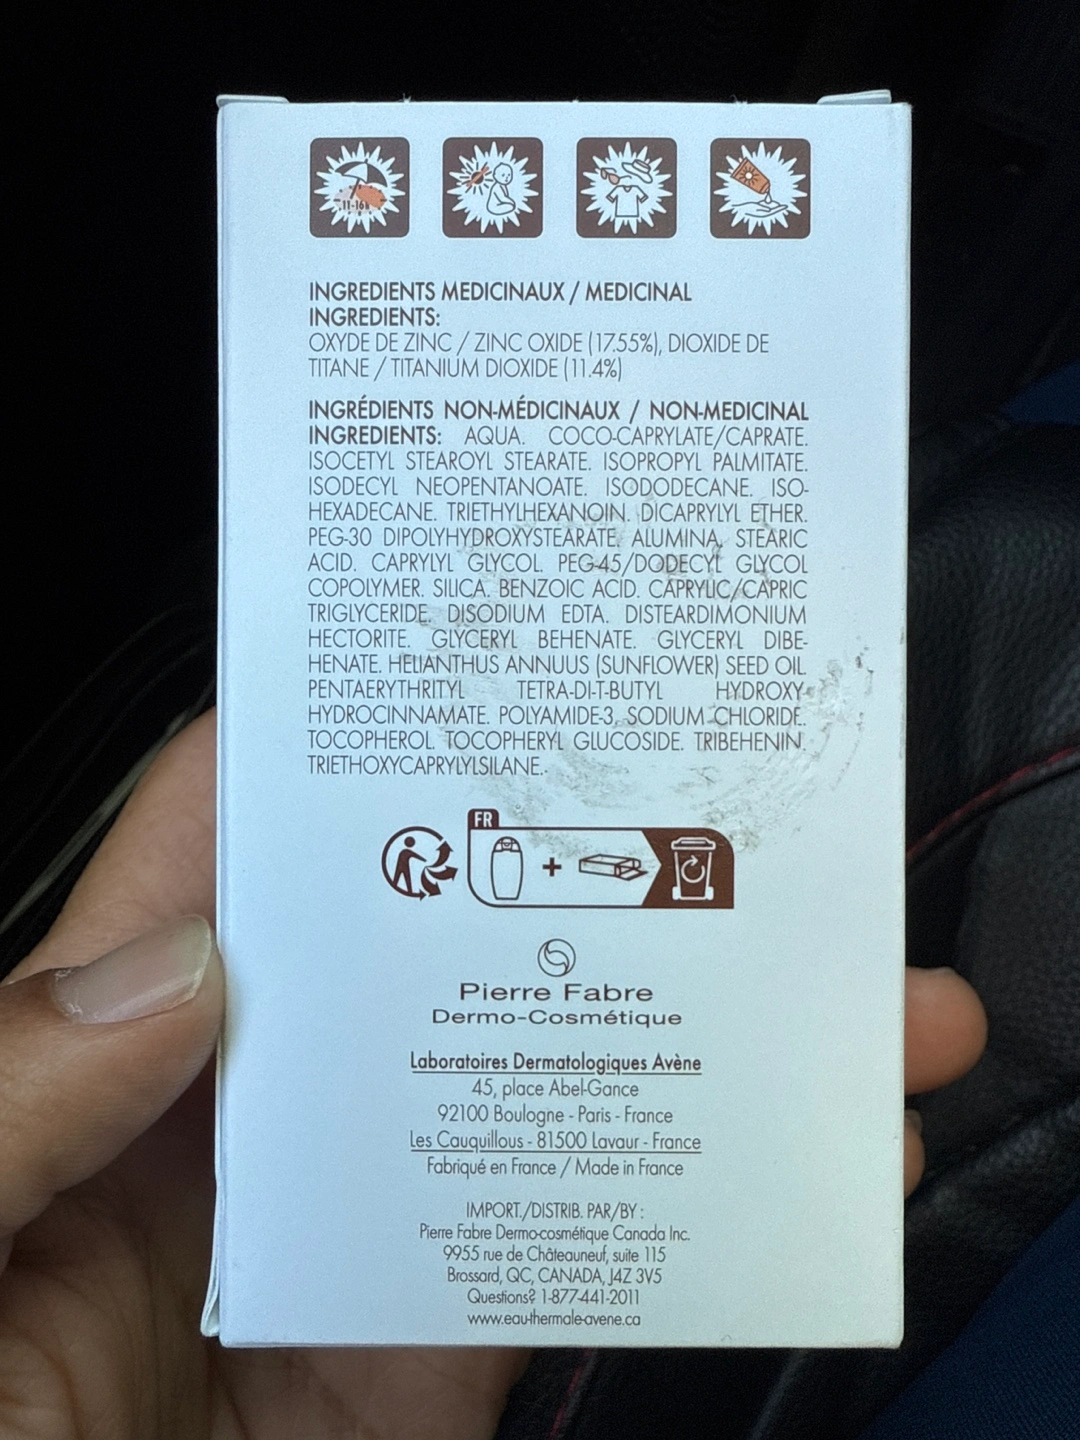 11-16h
INGREDIENTS MEDICINAUX / MEDICINAL
INGREDIENTS:
OXYDE DE ZINC / ZINC OXIDE (17.55%), DIOXIDE DE
TITANE / TITANIUM DIOXIDE (11.4%)
INGRÉDIENTS NON-MÉDICINAUX / NON-MEDICINAL
INGREDIENTS: AQUA. COCO-CAPRYLATE/CAPRATE.
ISOCETYL STEAROYL STEARATE. ISOPROPYL PALMITATE.
ISODECYL NEOPENTANOATE. ISODODECANE. ISO-
HEXADECANE. TRIETHYLHEXANOIN. DICAPRYLYL ETHER.
PEG-30 DIPOLYHYDROXYSTEARATE. ALUMINA. STEARIC
ACID. CAPRYLYL GLYCOL. PEG-45/DODECYL GLYCOL
COPOLYMER. SILICA. BENZOIC ACID. CAPRYLIC/CAPRIC
TRIGLYCERIDE. DISODIUM EDTA. DISTEARDIMONIUM
HECTORITE. GLYCERYL BEHENATE. GLYCERYL DIBE-
HENATE. HELIANTHUS ANNUUS (SUNFLOWER) SEED OIL.
PENTAERYTHRITYL TETRA-DI-T-BUTYL HYDROXY-
HYDROCINNAMATE. POLYAMIDE-3. SODIUM CHLORIDE.
TOCOPHEROL. TOCOPHERYL GLUCOSIDE. TRIBEHENIN.
TRIETHOXYCAPRYLYLSILANE.
FR
Pierre Fabre
Dermo-Cosmétique
Laboratoires Dermatologiques Avène
45, place Abel-Gance
92100 Boulogne - Paris - France
Les Cauquillous - 81500 Lavaur - France
Fabriqué en France / Made in France
IMPORT./DISTRIB. PAR/BY :
Pierre Fabre Dermo-cosmétique Canada Inc.
9955 rue de Châteauneuf, suite 115
Brossard, QC, CANADA, J4Z 3V5
Questions? 1-877-441-2011
www.eau-thermale-avene.ca